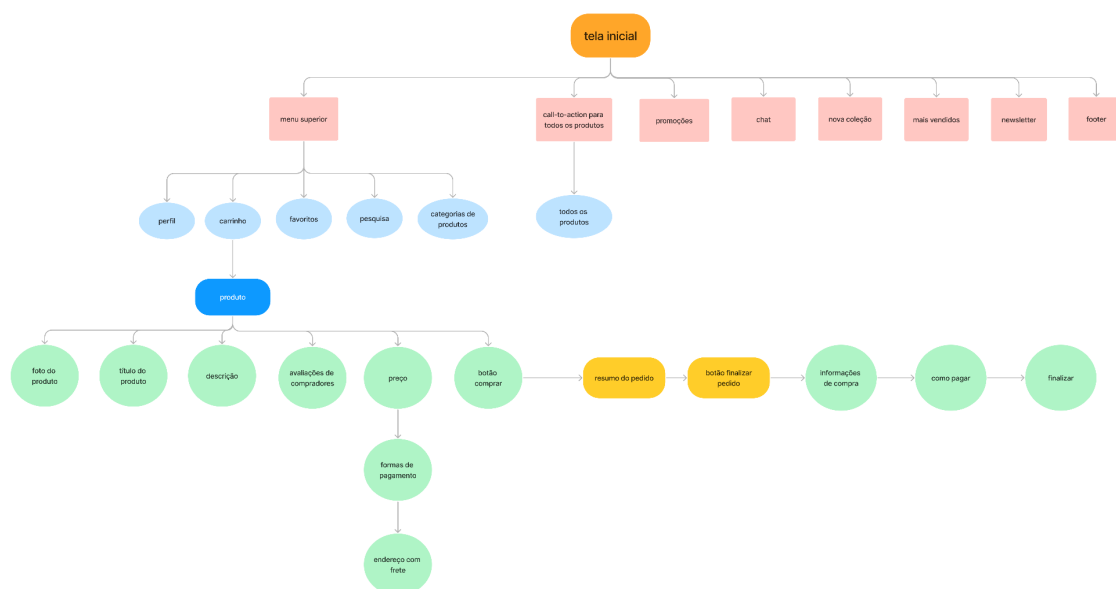 tela inicial
menu superior
call-to-action para
todos os produtos
promoções
chat
nova coleção
mais vendidos
newsletter
footer
perfil
carrinho
favoritos
pesquisa
categorias de
produtos
todos os
produtos
produto
foto do
produto
título do
produto
descrição
avaliações de
compradores
preço
botão
comprar
resumo do pedido
botão finalizar
pedido
informações
de compra
como pagar
finalizar
formas de
pagamento
endereço com
frete